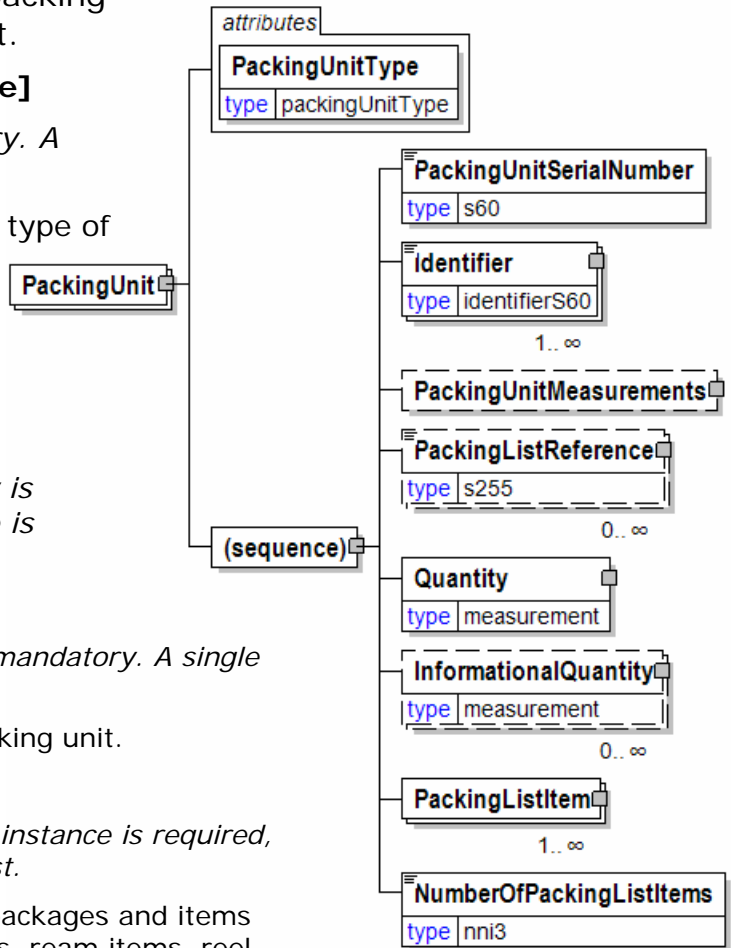 packing
t.
e]
ry. A
type of
r is
e is
mandatory. A single
king unit.
instance is required,
st.
ackages and items
s, ream items, reel
attributes
PackingUnitType
type packingUnitType
PackingUnit
(sequence)
PackingUnitSerialNumber
type s60
Identifier
type identifierS60
1.. ∞
PackingUnitMeasurements
PackingListReference
type s255
0.. ∞
Quantity
type measurement
InformationalQuantity
type measurement
0.. ∞
PackingListItem
1.. ∞
NumberOfPackingListItems
type nni3